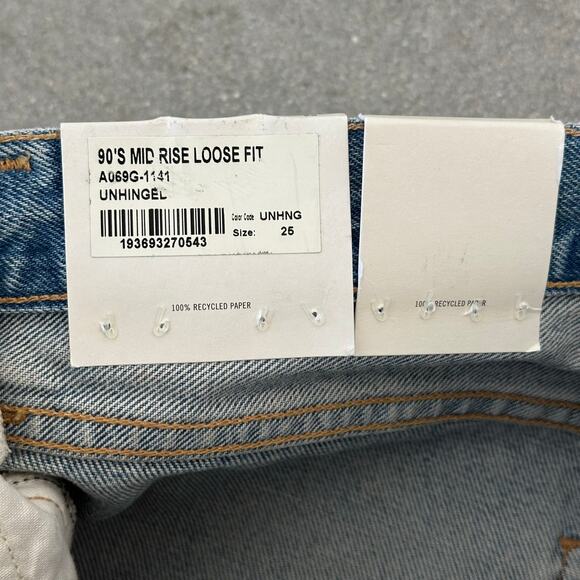 90'S MID RISE LOOSE FIT
A069G-1141
UNHINGED
Color Code UNHNG
193693270543
Size: 25
100% RECYCLED PAPER
100% RECYCLED PAPER